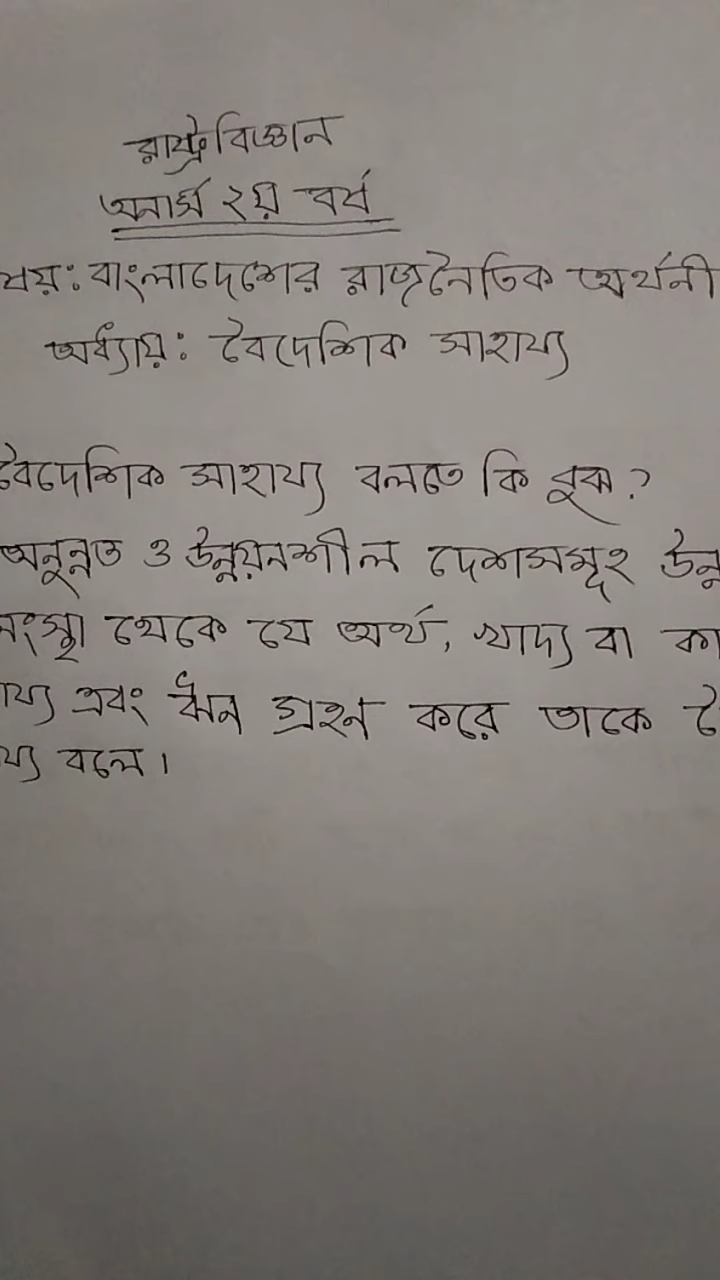 রাষ্ট্রবিজ্ঞান
অনার্স ২য় বর্ষ
ষয়: বাংলাদেশের রাজনৈতিক অর্থনী
অধ্যায়: বৈদেশিক সাহায্য
বৈদেশিক সাহায্য বলতে কি বুঝ?
অনুন্নত ও উন্নয়নশীল দেশসমূহ উন্ন
সংস্থা থেকে যে অর্থ, খাদ্য বা কা
য্য এবং ঋন গ্রহন করে তাকে বৈ
য্য বলে।